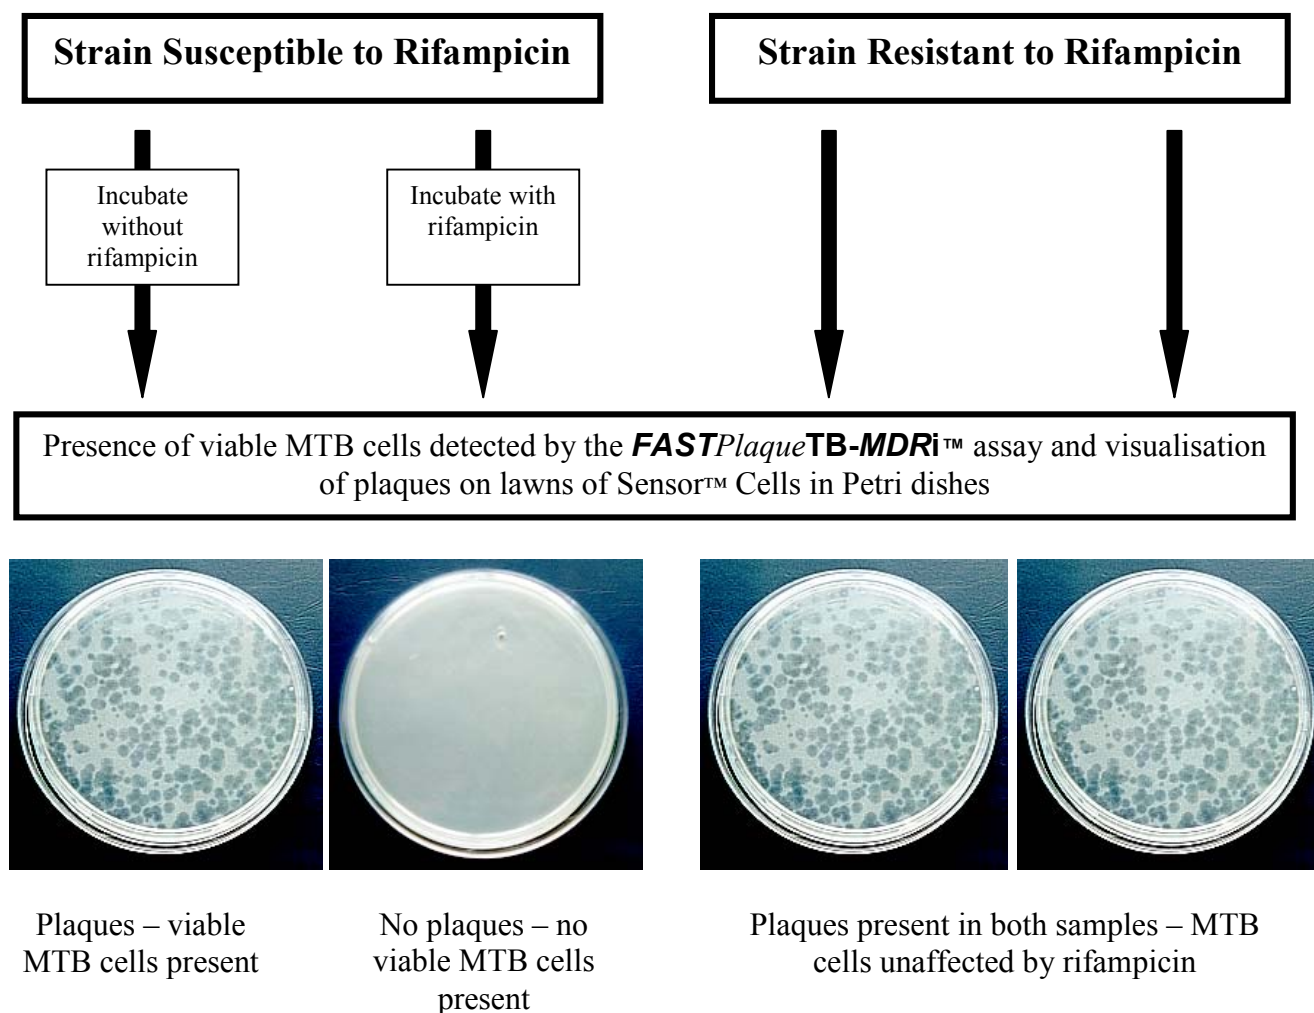 Strain Susceptible to Rifampicin
Strain Resistant to Rifampicin
Incubate
without
rifampicin
Incubate with
rifampicin
Presence of viable MTB cells detected by the FASTPlaqueTB-MDRi™ assay and visualisation
of plaques on lawns of Sensor™ Cells in Petri dishes
Plaques – viable
MTB cells present
No plaques – no
viable MTB cells
present
Plaques present in both samples – MTB
cells unaffected by rifampicin